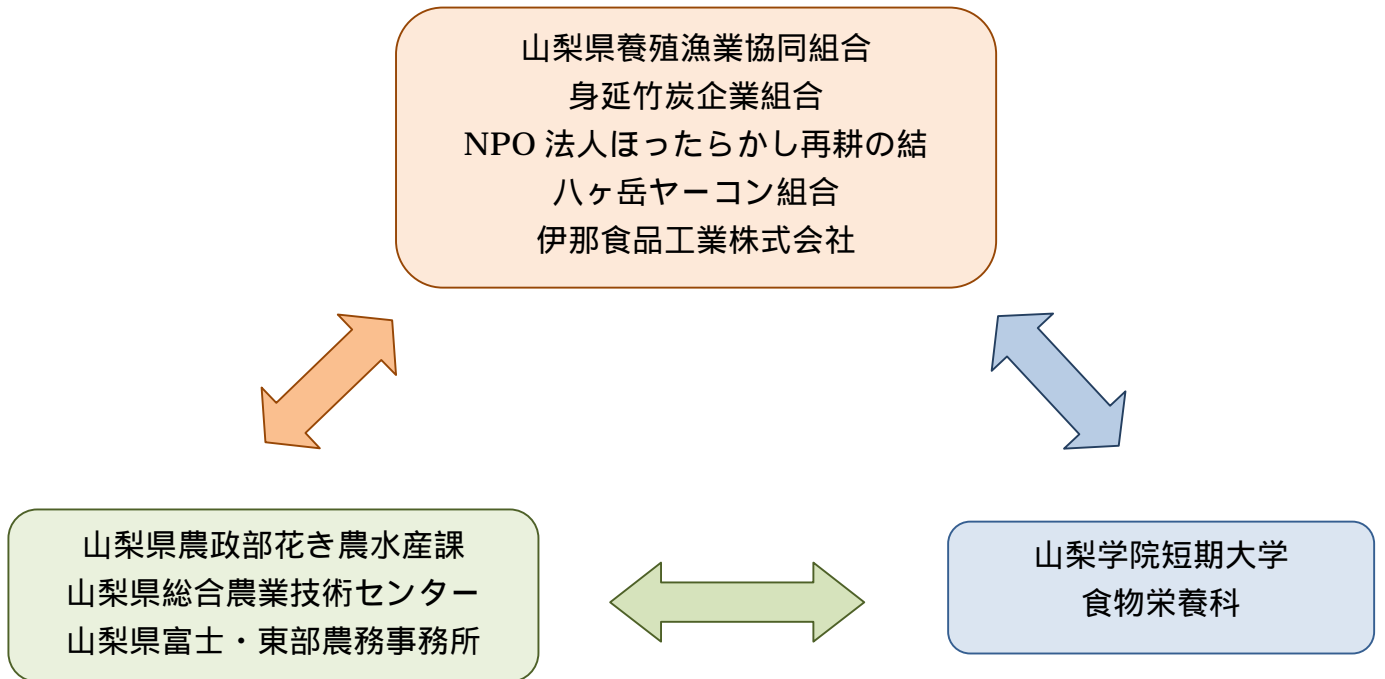 山梨県養殖漁業協同組合
身延竹炭企業組合
NPO 法人ほったらかし再耕の結
八ヶ岳ヤーコン組合
伊那食品工業株式会社
山梨県農政部花き農水産課
山梨県総合農業技術センター
山梨県富士・東部農務事務所
山梨学院短期大学
食物栄養科